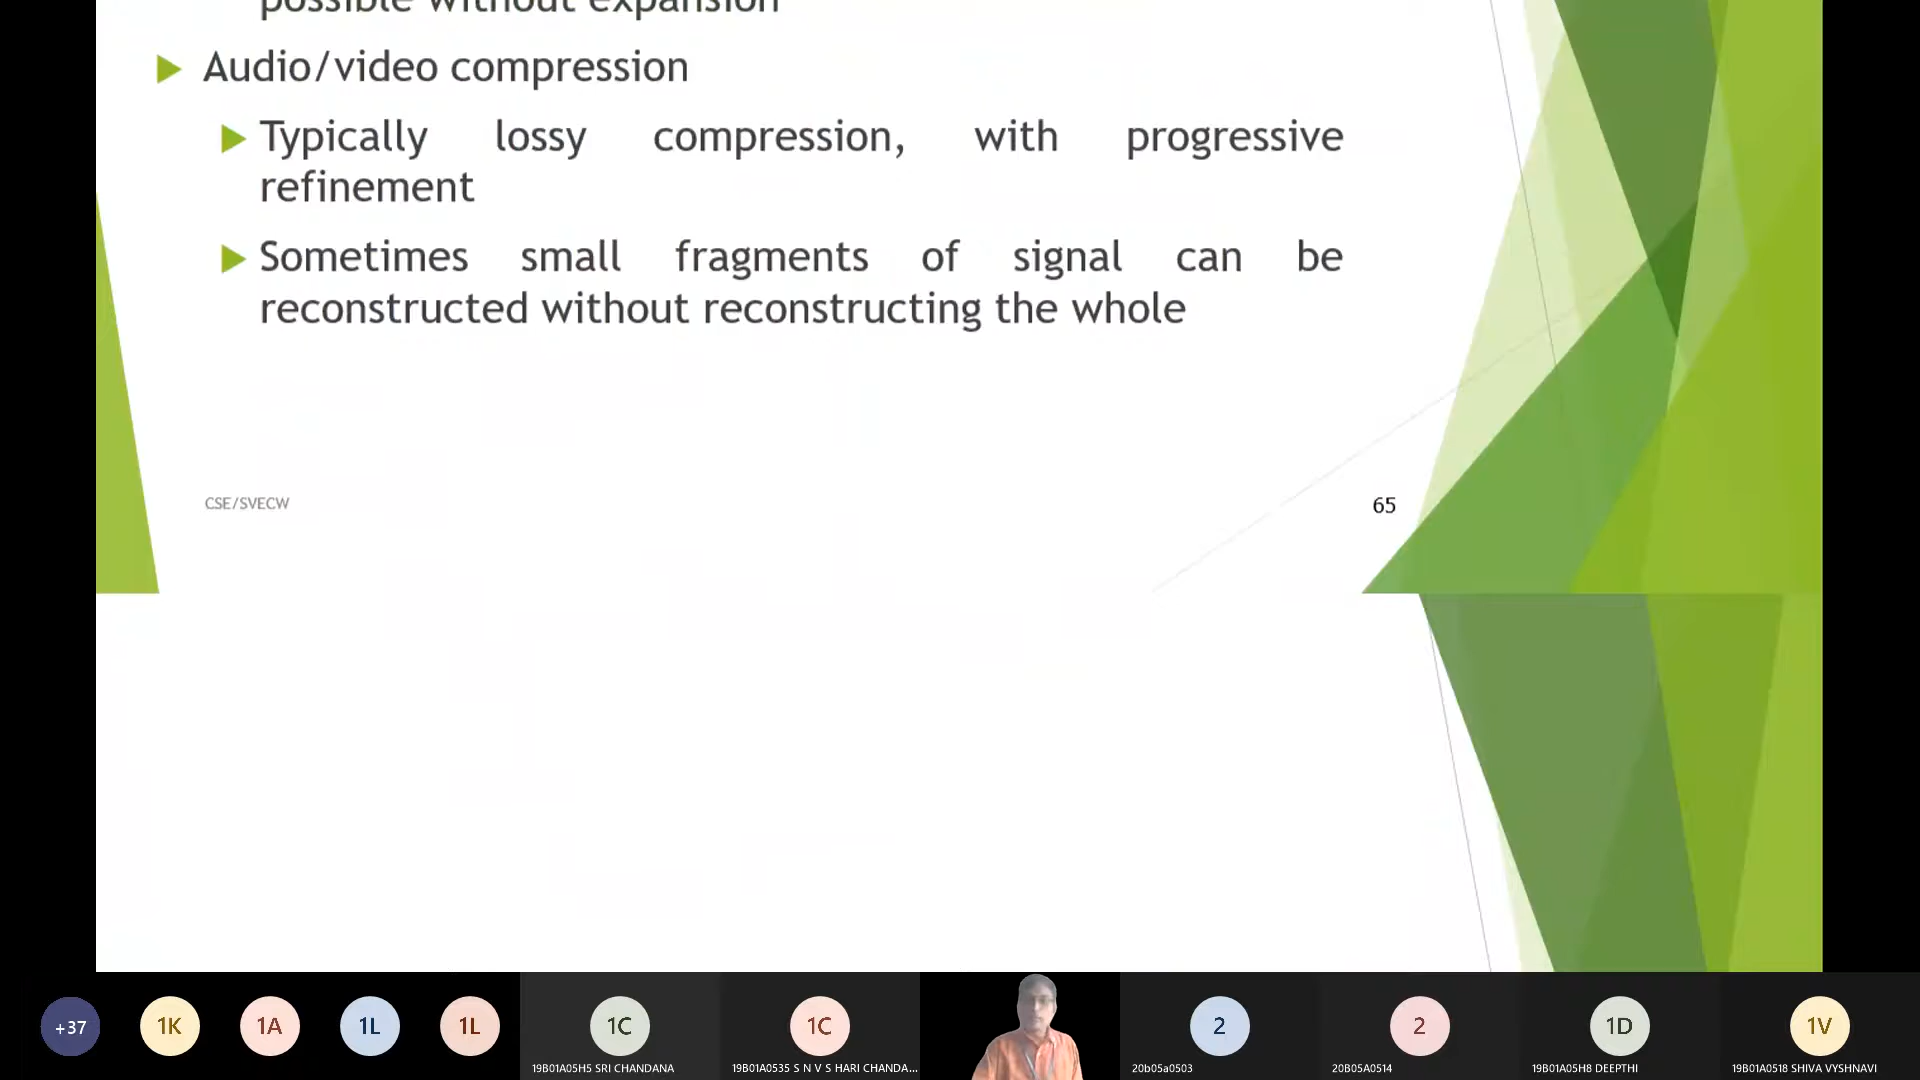 possible without expansion
Audio/video compression
Typically lossy compression, with progressive
refinement
Sometimes small fragments of signal can be
reconstructed without reconstructing the whole
CSE/SVECW
65
+37
1K
1A
1L
1L
1C
1C
2
2
1D
1V
19B01A05H5 SRI CHANDANA
19B01A0535 S N V S HARI CHANDA...
20b05a0503
20B05A0514
19B01A05H8 DEEPTHI
19B01A0518 SHIVA VYSHNAVI